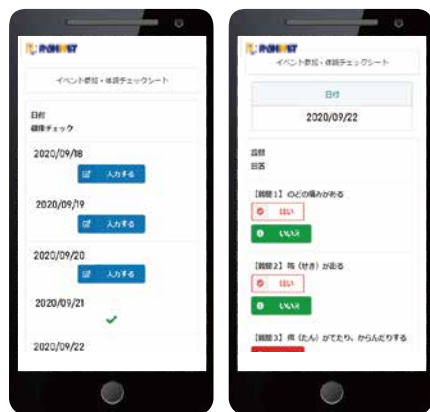 イベント参加・体調チェックシート
日付
健康チェック
2020/09/18
入力する
2020/09/19
入力する
2020/09/20
入力する
2020/09/21
2020/09/22
イベント参加・体調チェックシート
日付
2020/09/22
設問
回答
【質問1】のどの痛みがある
はい
いいえ
【質問2】咳（せき）が出る
はい
いいえ
【質問3】痰（たん）がでたり、からんだりする